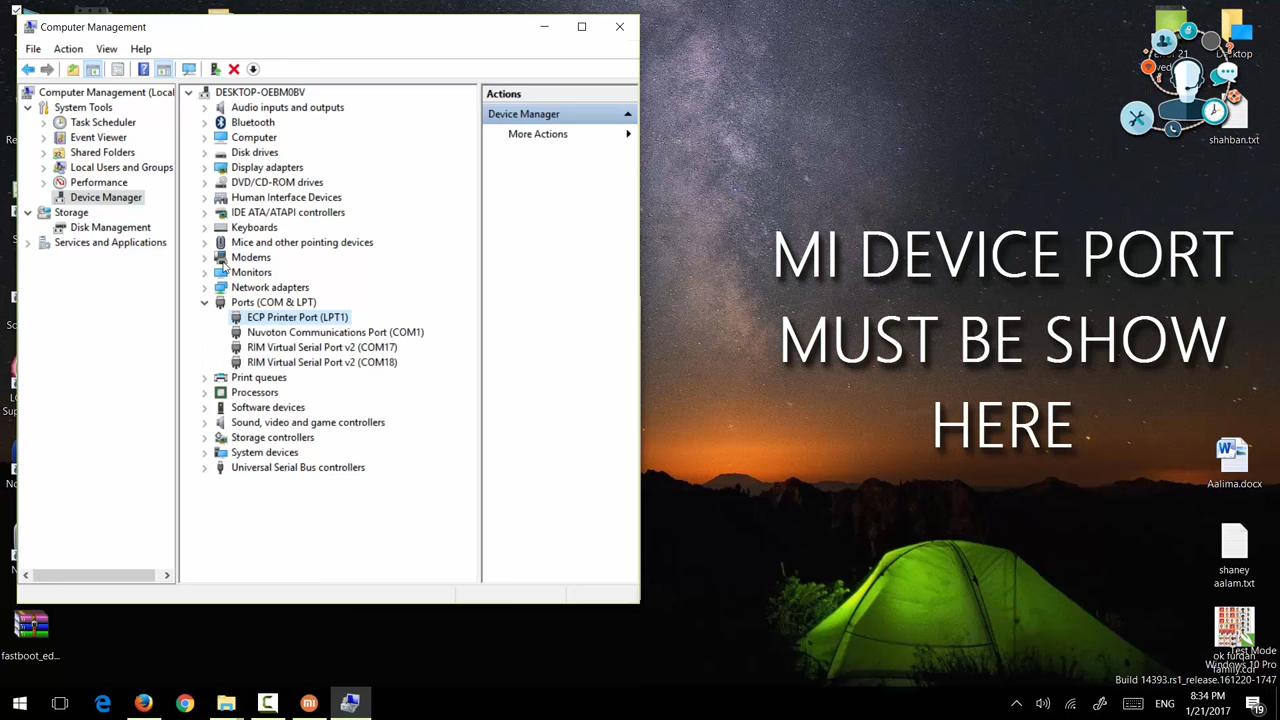 Computer Management
File Action View Help
Computer Management (Local
System Tools
Task Scheduler
Event Viewer
Shared Folders
Local Users and Groups
Performance
Device Manager
Storage
Disk Management
Services and Applications
DESKTOP-OEBM0BV
Audio inputs and outputs
Bluetooth
Computer
Disk drives
Display adapters
DVD/CD-ROM drives
Human Interface Devices
IDE ATA/ATAPI controllers
Keyboards
Mice and other pointing devices
Modems
Monitors
Network adapters
Ports (COM & LPT)
ECP Printer Port (LPT1)
Nuvoton Communications Port (COM1)
RIM Virtual Serial Port v2 (COM17)
RIM Virtual Serial Port v2 (COM18)
Print queues
Processors
Software devices
Sound, video and game controllers
Storage controllers
System devices
Universal Serial Bus controllers
Actions
Device Manager
More Actions
MI DEVICE PORT
MUST BE SHOW
HERE
Desktop
shahban.txt
Aalima.docx
shaney
aalam.txt
ok furqan
family.cdr
fastboot_ed...
Test Mode
Windows 10 Pro
Build 14393.rs1_release.161220-1747
ENG
8:34 PM
1/21/2017
19